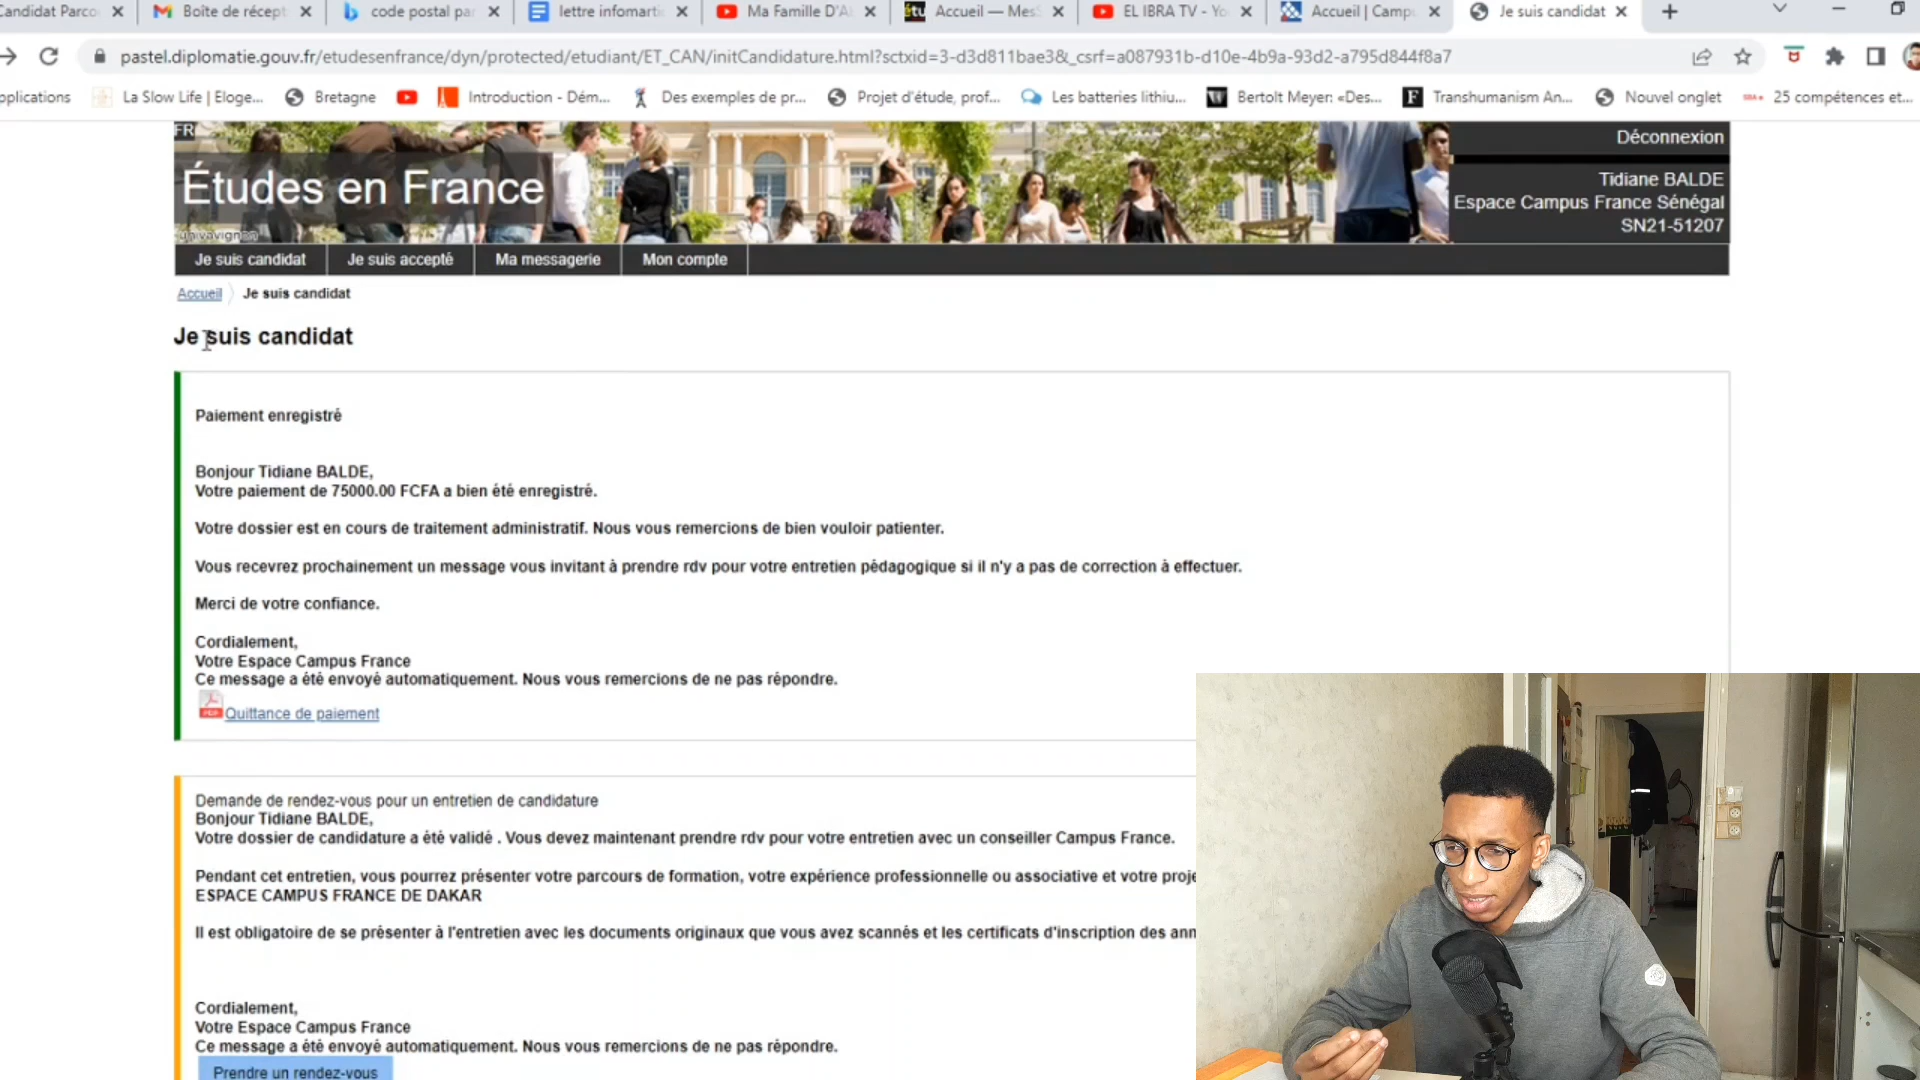 Candidat Parco
Boîte de récept
code postal par
lettre infomarti
Ma Famille D'A
Accueil — MesS
EL IBRA TV - Yo
Accueil | Campu
Je suis candidat
pastel.diplomatie.gouv.fr/etudesenfrance/dyn/protected/etudiant/ET_CAN/initCandidature.html?sctxid=3-d3d811bae3&_csrf=a087931b-d10e-4b9a-93d2-a795d844f8a7
pplications
La Slow Life | Eloge...
Bretagne
Introduction - Dém...
Des exemples de pr...
Projet d'étude, prof...
Les batteries lithiu...
Bertolt Meyer: «Des...
Transhumanism An...
Nouvel onglet
25 compétences et...
FR
Études en France
univavignon
Déconnexion
Tidiane BALDE
Espace Campus France Sénégal
SN21-51207
Je suis candidat
Je suis accepté
Ma messagerie
Mon compte
Accueil
Je suis candidat
Je suis candidat
Paiement enregistré
Bonjour Tidiane BALDE,
Votre paiement de 75000.00 FCFA a bien été enregistré.
Votre dossier est en cours de traitement administratif. Nous vous remercions de bien vouloir patienter.
Vous recevrez prochainement un message vous invitant à prendre rdv pour votre entretien pédagogique si il n'y a pas de correction à effectuer.
Merci de votre confiance.
Cordialement,
Votre Espace Campus France
Ce message a été envoyé automatiquement. Nous vous remercions de ne pas répondre.
Quittance de paiement
Demande de rendez-vous pour un entretien de candidature
Bonjour Tidiane BALDE,
Votre dossier de candidature a été validé . Vous devez maintenant prendre rdv pour votre entretien avec un conseiller Campus France.
Pendant cet entretien, vous pourrez présenter votre parcours de formation, votre expérience professionnelle ou associative et votre proje
ESPACE CAMPUS FRANCE DE DAKAR
Il est obligatoire de se présenter à l'entretien avec les documents originaux que vous avez scannés et les certificats d'inscription des ann
Cordialement,
Votre Espace Campus France
Ce message a été envoyé automatiquement. Nous vous remercions de ne pas répondre.
Prendre un rendez-vous